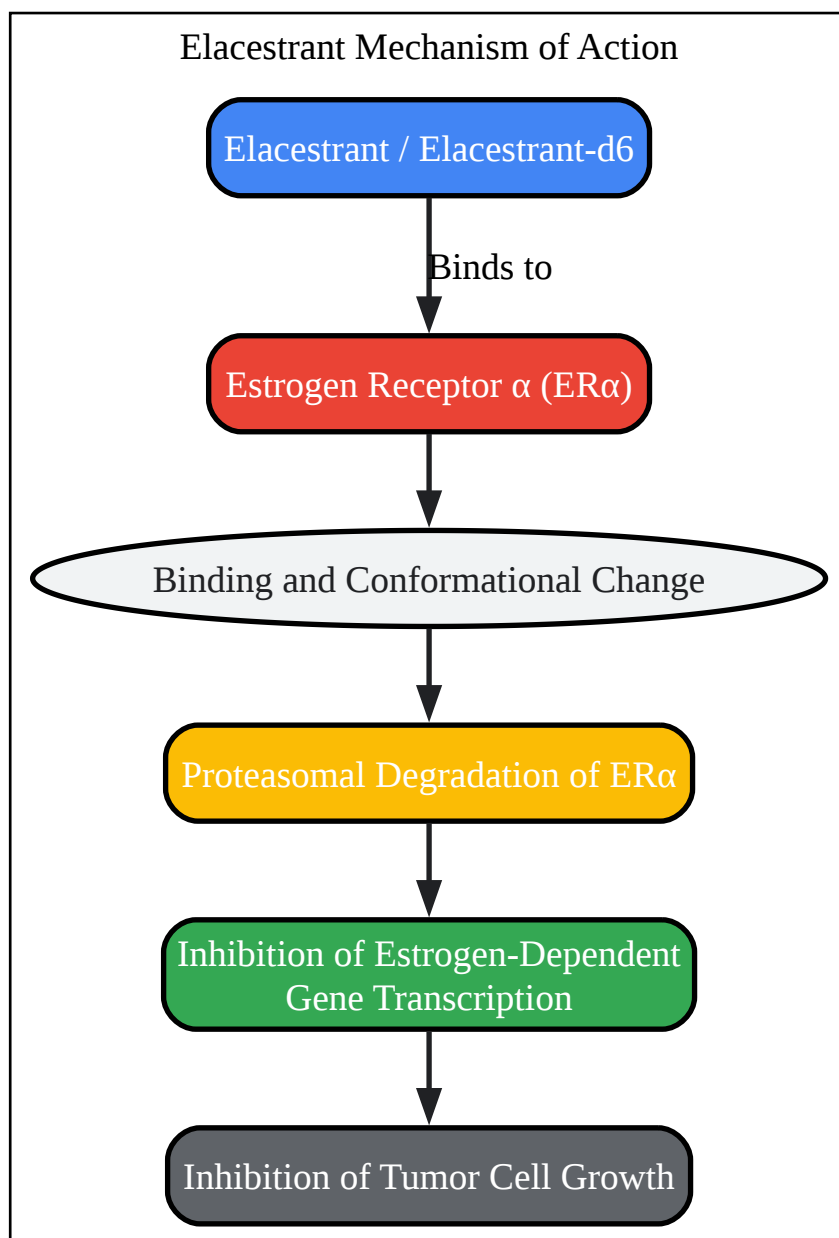 Elacestrant Mechanism of Action
Elacestrant / Elacestrant-d6
Binds to
Estrogen Receptor α (ERα)
Binding and Conformational Change
Proteasomal Degradation of ERα
Inhibition of Estrogen-Dependent
Gene Transcription
Inhibition of Tumor Cell Growth